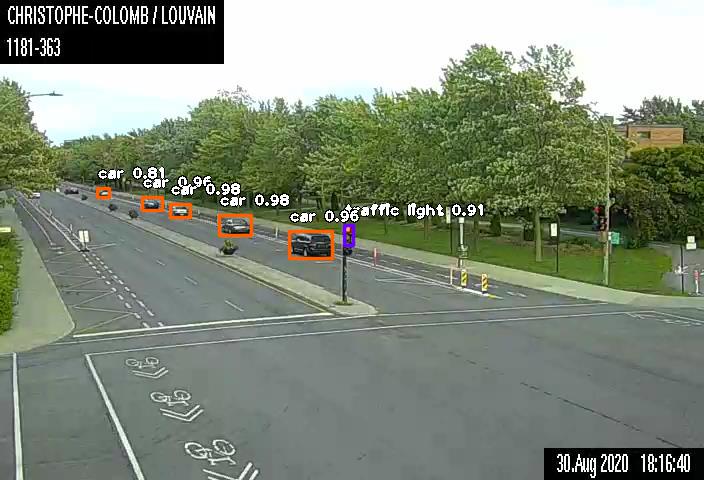 CHRISTOPHE-COLOMB / LOUVAIN
1181-363
car 0.81
car 0.96
car 0.98
car 0.98
car 0.96
traffic light 0.91
30.Aug 2020 18:16:40